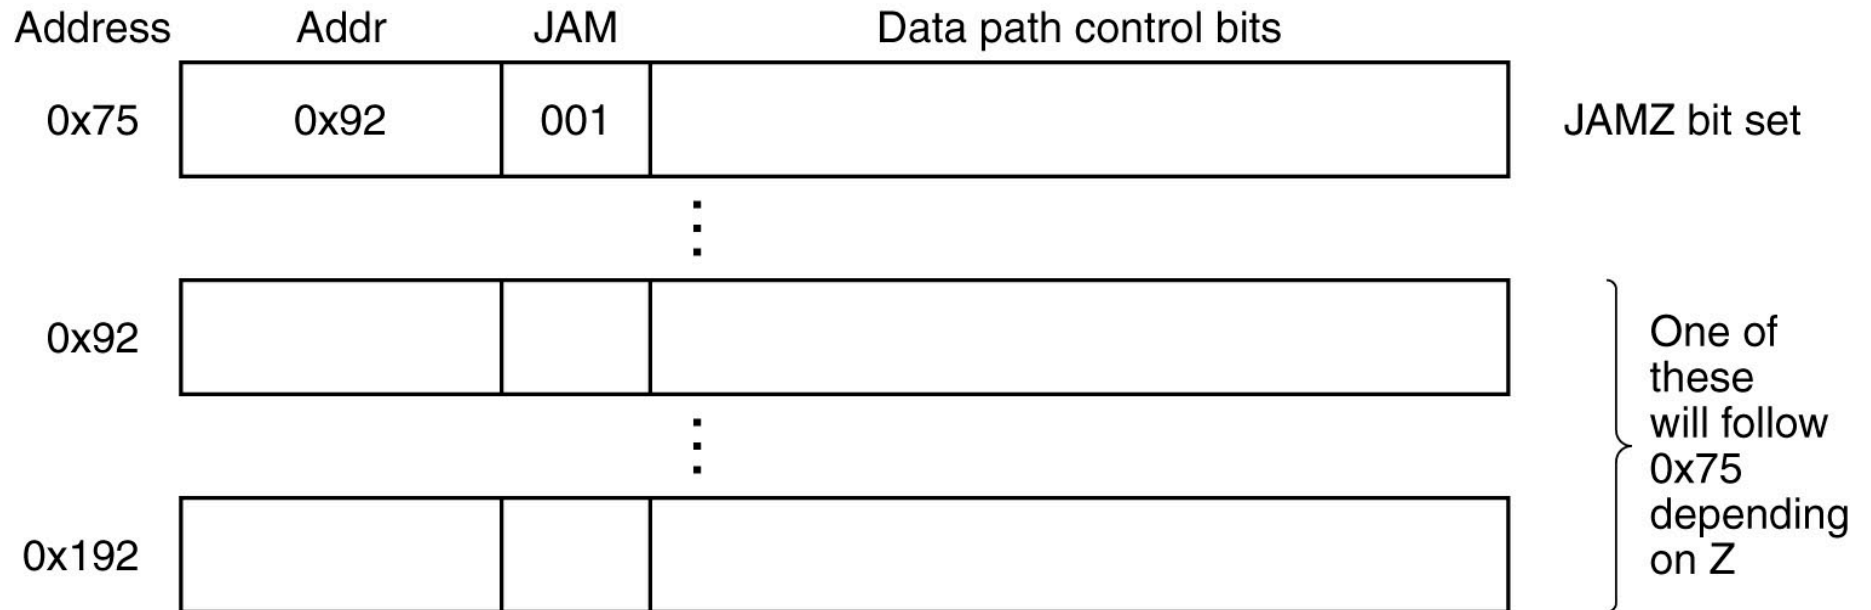 Address Addr JAM Data path control bits
0x75 0x92 001 JAMZ bit set
0x92
One of
these
will follow
0x75
depending
on Z
0x192